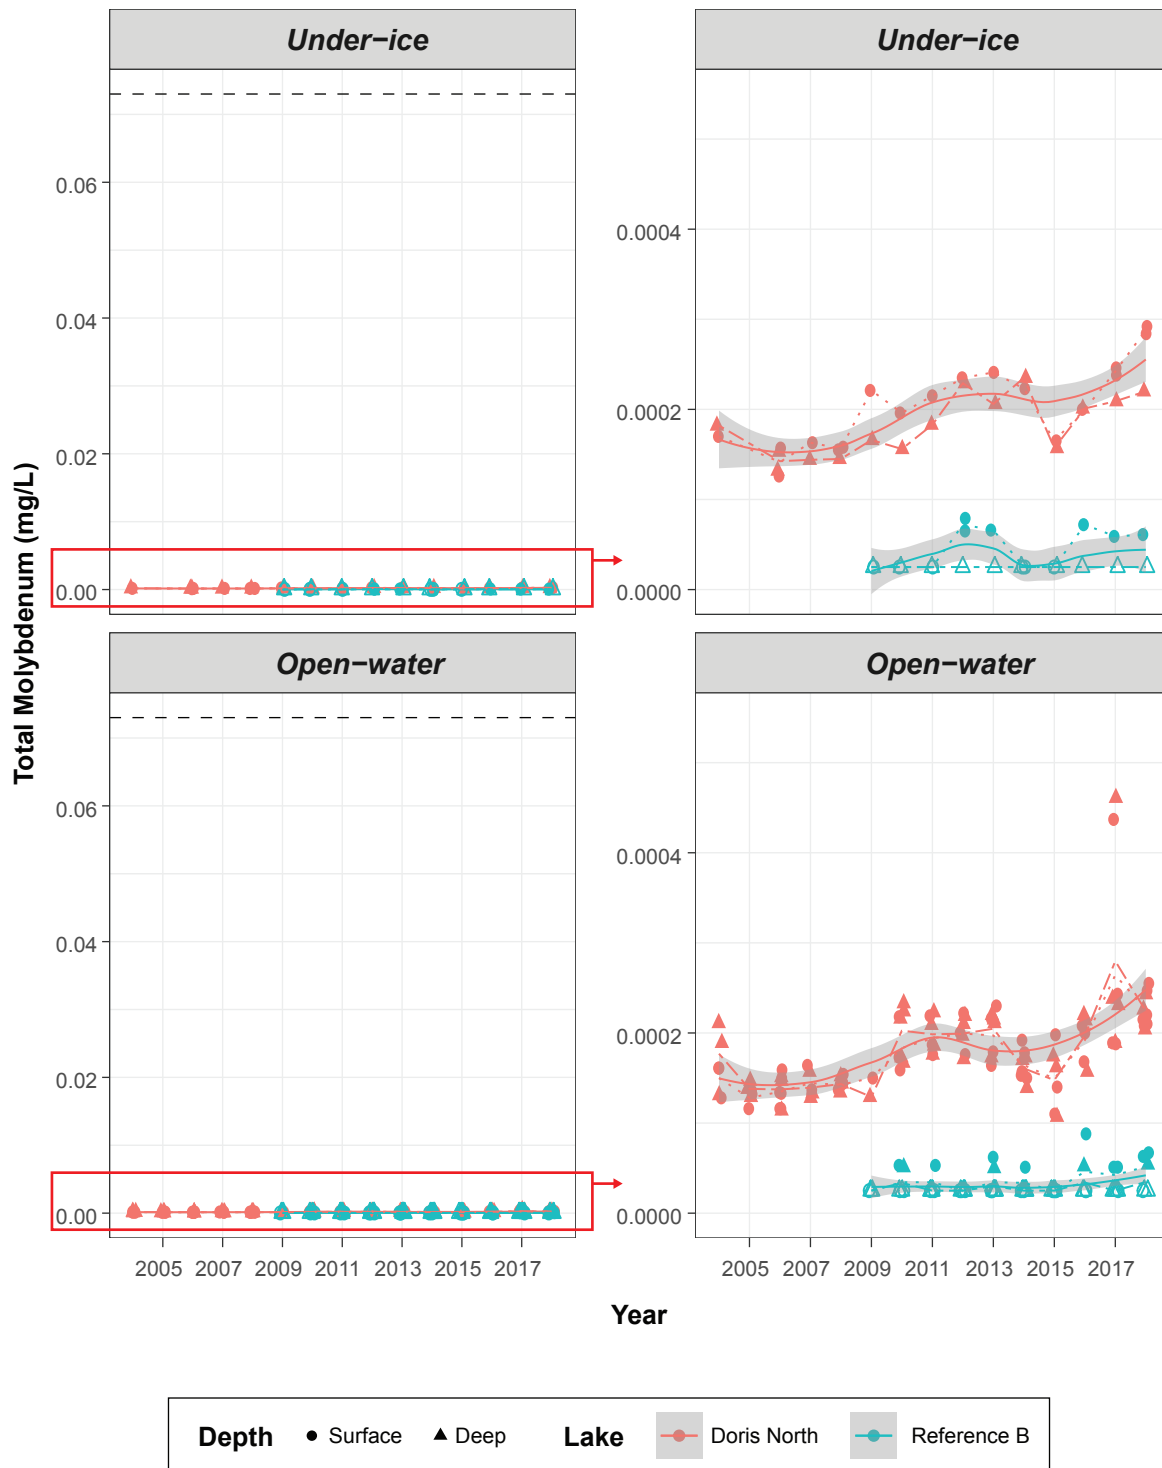 Under−ice
Under−ice
0.06
0.04
0.02
0.00
0.0004
0.0002
0.0000
Total Molybdenum (mg/L)
Open−water
Open−water
0.06
0.04
0.02
0.00
0.0004
0.0002
0.0000
2005 2007 2009 2011 2013 2015 2017
2005 2007 2009 2011 2013 2015 2017
Year
Depth Surface Deep Lake Doris North Reference B